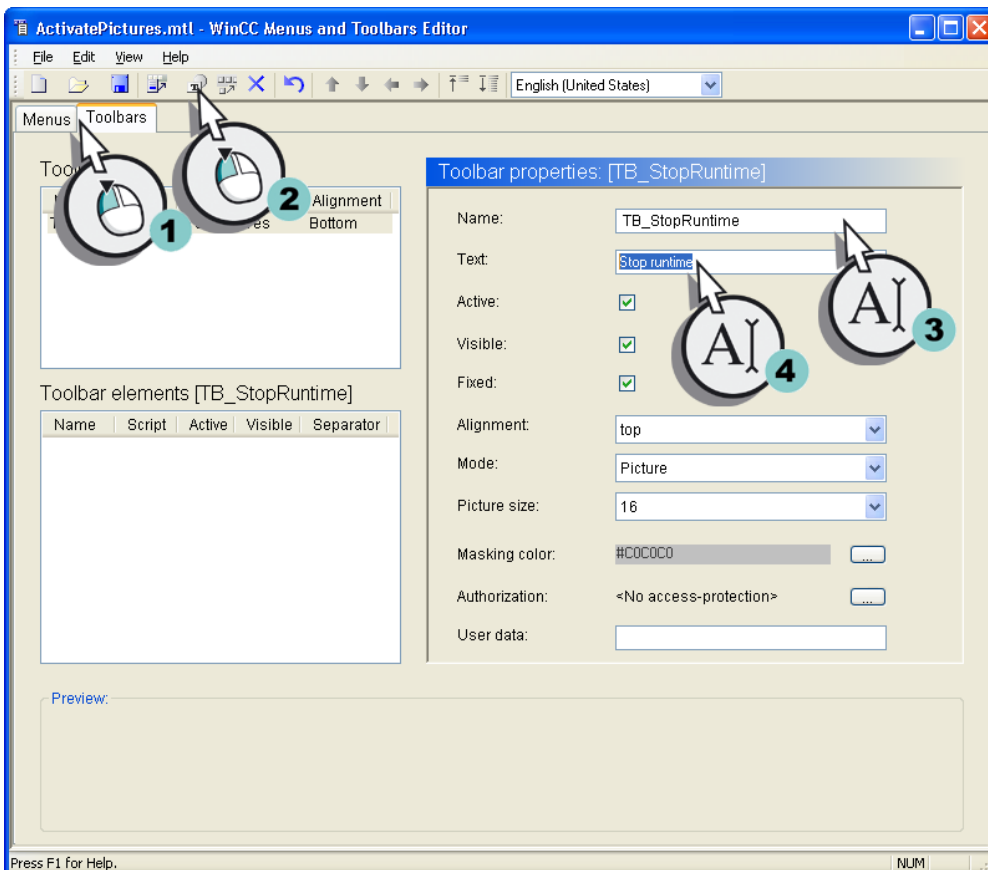 ActivatePictures.mtl - WinCC Menus and Toolbars Editor
File Edit View Help
English (United States)
Menus Toolbars
Alignment
Bottom
1
2
Toolbar properties: [TB_StopRuntime]
Name: TB_StopRuntime
Text: Stop runtime
Active:
Visible:
Fixed:
3
4
Alignment: top
Mode: Picture
Picture size: 16
Masking color: #C0C0C0 ...
Authorization: <No access-protection> ...
User data:
Toolbar elements [TB_StopRuntime]
Name Script Active Visible Separator
Preview:
Press F1 for Help. NUM